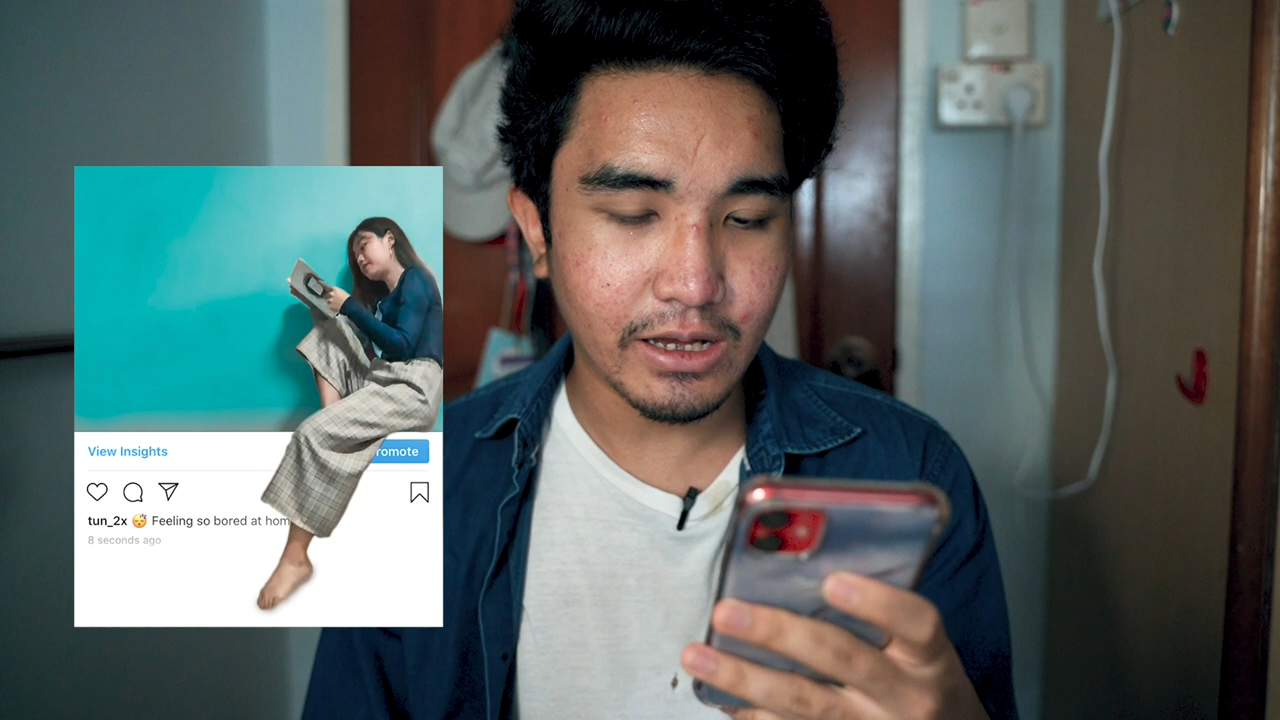 View Insights
romote
tun_2x 😴 Feeling so bored at hom
8 seconds ago